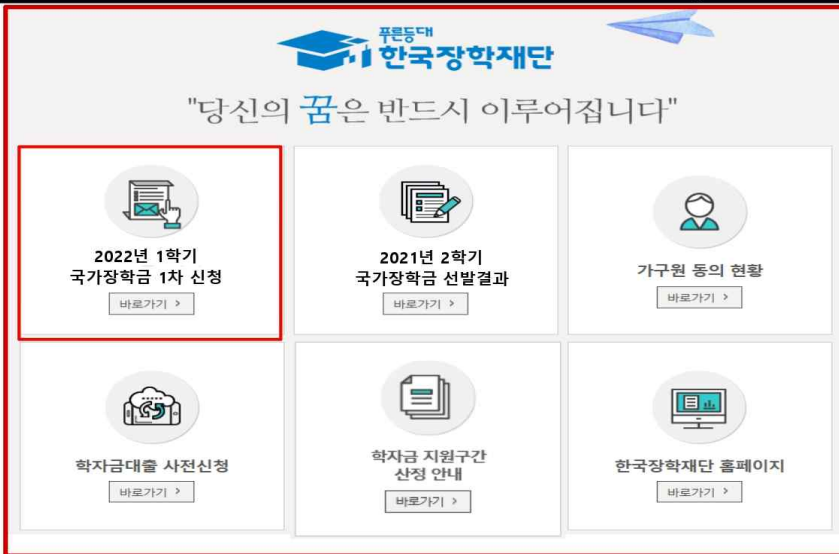 푸른등대
한국장학재단
"당신의 꿈은 반드시 이루어집니다"
2022년 1학기
국가장학금 1차 신청
바로가기 >
2021년 2학기
국가장학금 선발결과
바로가기 >
가구원 동의 현황
바로가기 >
학자금대출 사전신청
바로가기 >
학자금 지원구간
산정 안내
바로가기 >
한국장학재단 홈페이지
바로가기 >